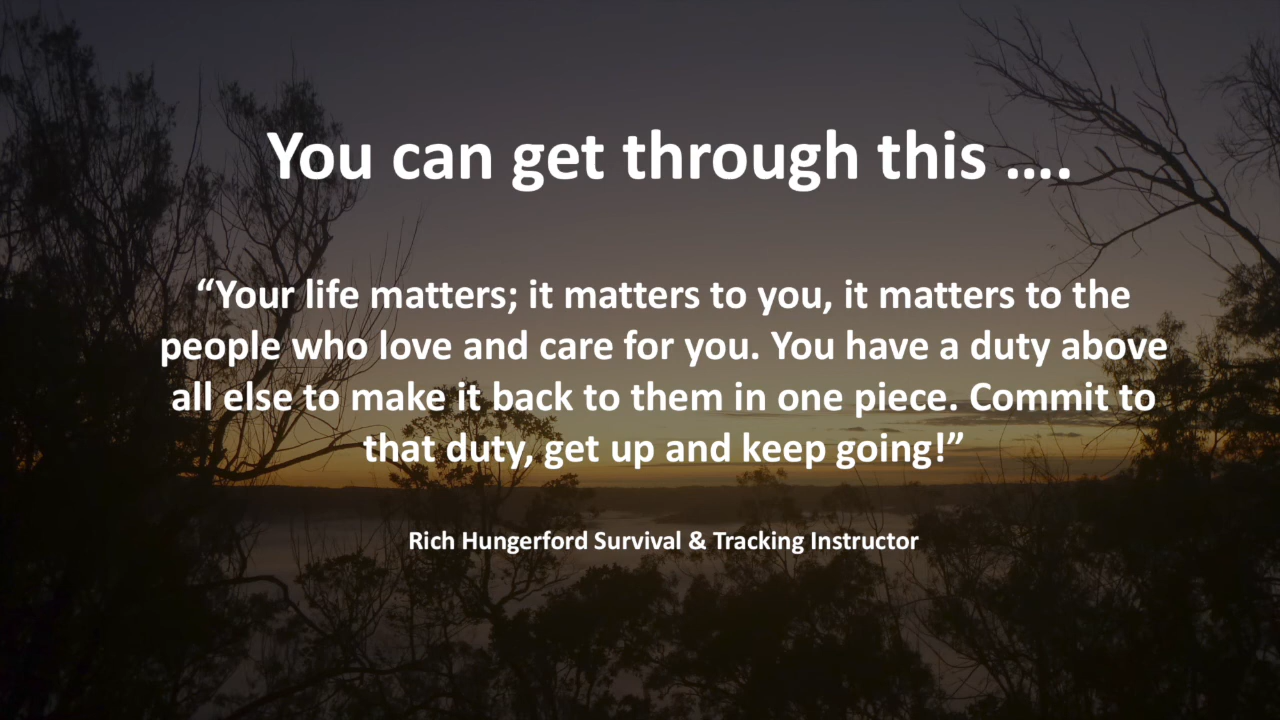 You can get through this ….
“Your life matters; it matters to you, it matters to the
people who love and care for you. You have a duty above
all else to make it back to them in one piece. Commit to
that duty, get up and keep going!”
Rich Hungerford Survival & Tracking Instructor